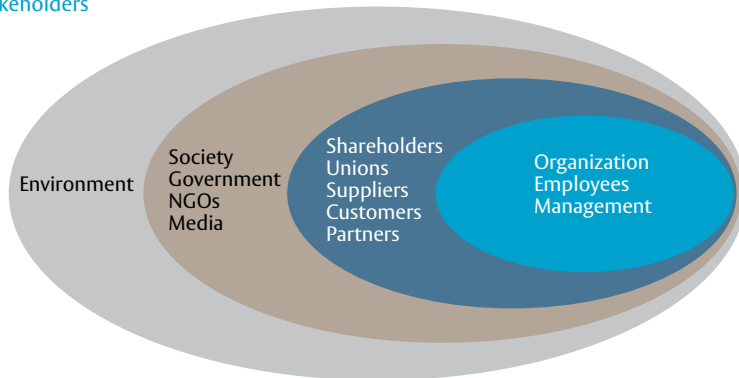 keholders
Environment
Society
Government
NGOs
Media
Shareholders
Unions
Suppliers
Customers
Partners
Organization
Employees
Management